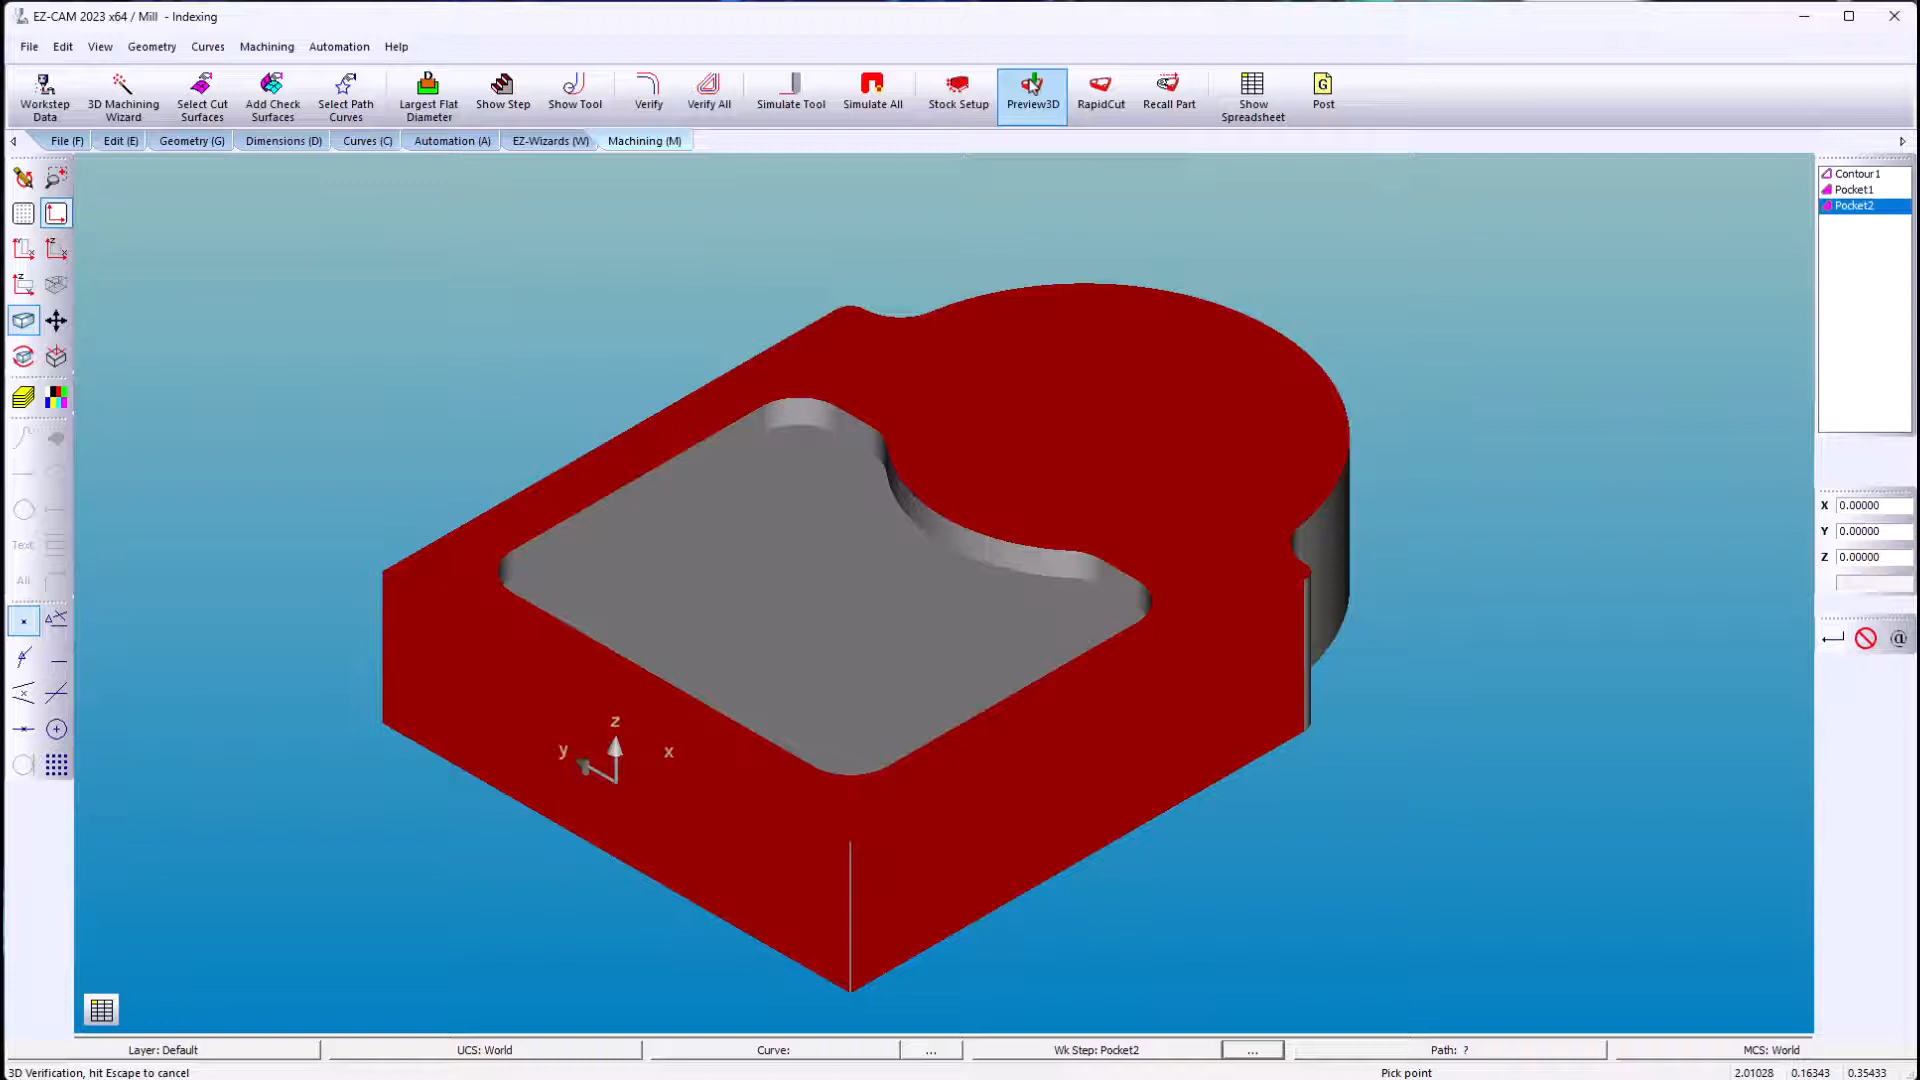 EZ-CAM 2023 x64 / Mill - Indexing
File Edit View Geometry Curves Machining Automation Help
Workstep Data
3D Machining Wizard
Select Cut Surfaces
Add Check Surfaces
Select Path Curves
Largest Flat Diameter
Show Step
Show Tool
Verify
Verify All
Simulate Tool
Simulate All
Stock Setup
Preview3D
RapidCut
Recall Part
Show Spreadsheet
Post
File (F) Edit (E) Geometry (G) Dimensions (D) Curves (C) Automation (A) EZ-Wizards (W) Machining (M)
Contour1
Pocket1
Pocket2
X 0.00000
Y 0.00000
Z 0.00000
@
Text
All
z
y x
Layer: Default UCS: World Curve: ... Wk Step: Pocket2 ... Path: ? MCS: World
3D Verification, hit Escape to cancel Pick point 2.01028 0.16343 0.35433